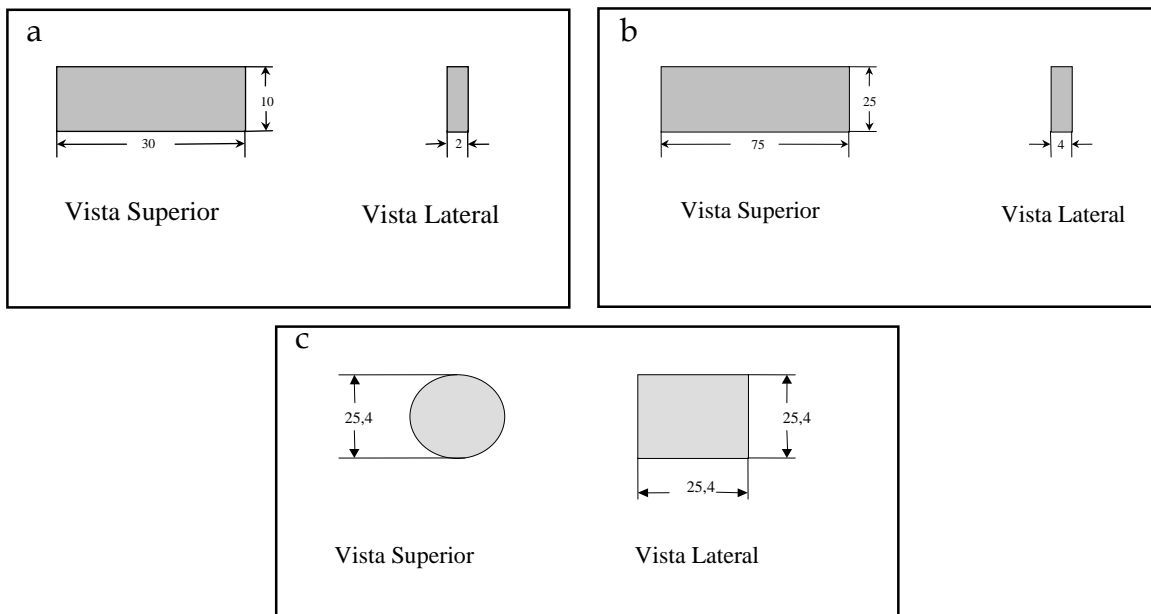 a
10
30
2
Vista Superior
Vista Lateral
b
25
75
4
Vista Superior
Vista Lateral
c
25,4
25,4
25,4
Vista Superior
Vista Lateral